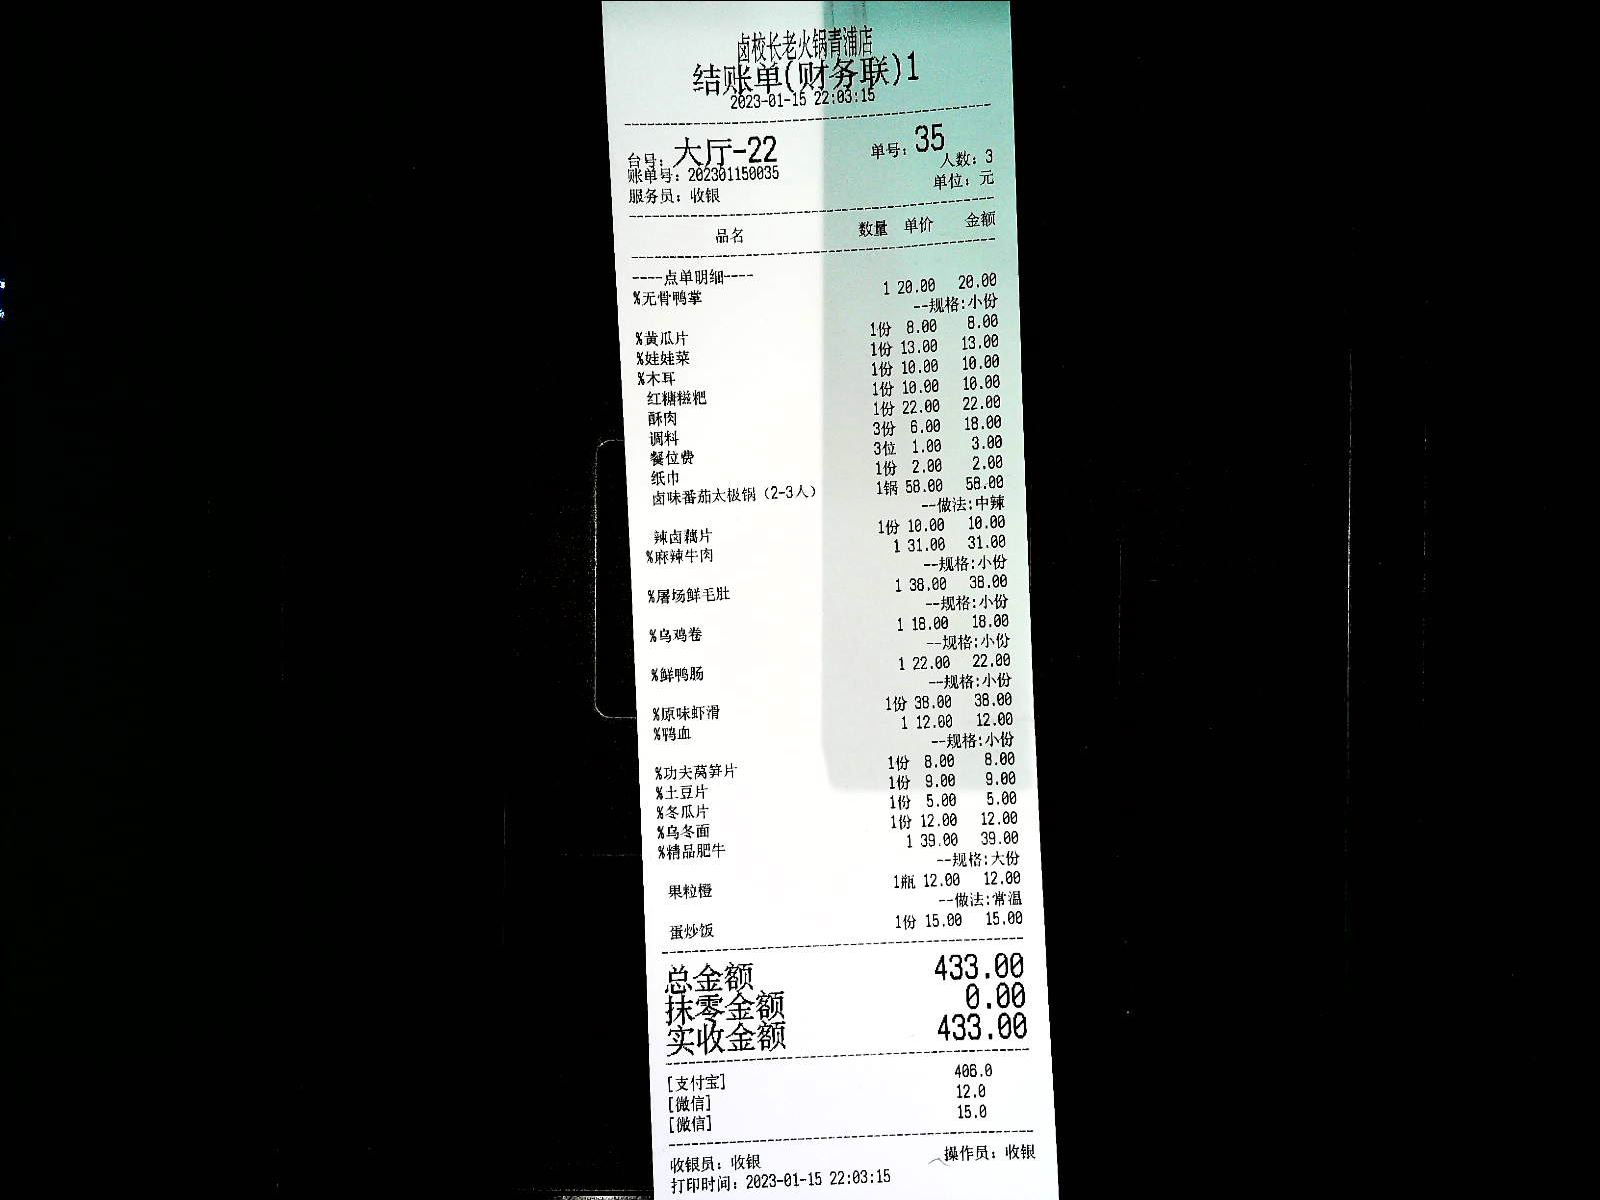 卤校长老火锅青浦店
结账单(财务联)1
2023-01-15 22:03:15
台号: 大厅-22 单号: 35
账单号: 202301150035 人数: 3
服务员: 收银 单位: 元
品名 数量 单价 金额
----点单明细----
%无骨鸭掌 1 20.00 20.00
--规格:小份
%黄瓜片 1份 8.00 8.00
%娃娃菜 1份 13.00 13.00
%木耳 1份 10.00 10.00
红糖糍粑 1份 10.00 10.00
酥肉 1份 22.00 22.00
调料 3份 6.00 18.00
餐位费 3位 1.00 3.00
纸巾 1份 2.00 2.00
卤味番茄太极锅（2-3人） 1锅 58.00 58.00
--做法:中辣
辣卤藕片 1份 10.00 10.00
%麻辣牛肉 1 31.00 31.00
--规格:小份
%屠场鲜毛肚 1 38.00 38.00
--规格:小份
%乌鸡卷 1 18.00 18.00
--规格:小份
%鲜鸭肠 1 22.00 22.00
--规格:小份
%原味虾滑 1份 38.00 38.00
%鸭血 1 12.00 12.00
--规格:小份
%功夫莴笋片 1份 8.00 8.00
%土豆片 1份 9.00 9.00
%冬瓜片 1份 5.00 5.00
%乌冬面 1份 12.00 12.00
%精品肥牛 1 39.00 39.00
--规格:大份
果粒橙 1瓶 12.00 12.00
--做法:常温
蛋炒饭 1份 15.00 15.00
总金额 433.00
抹零金额 0.00
实收金额 433.00
[支付宝] 406.0
[微信] 12.0
[微信] 15.0
收银员: 收银 操作员: 收银
打印时间: 2023-01-15 22:03:15